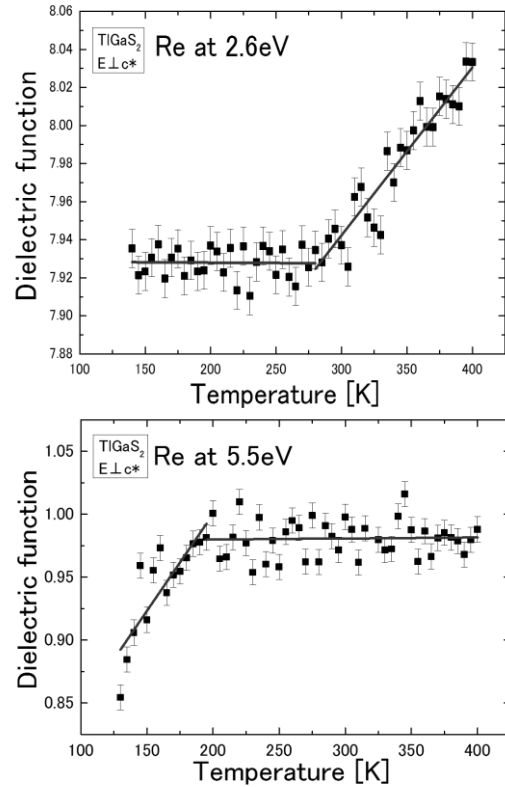 8.06
8.04
8.02
8.00
7.98
7.96
7.94
7.92
7.90
7.88
TlGaS₂
E⊥c*
Re at 2.6eV
Dielectric function
100 150 200 250 300 350 400
Temperature [K]
1.05
1.00
0.95
0.90
0.85
TlGaS₂
E⊥c*
Re at 5.5eV
Dielectric function
100 150 200 250 300 350 400
Temperature [K]